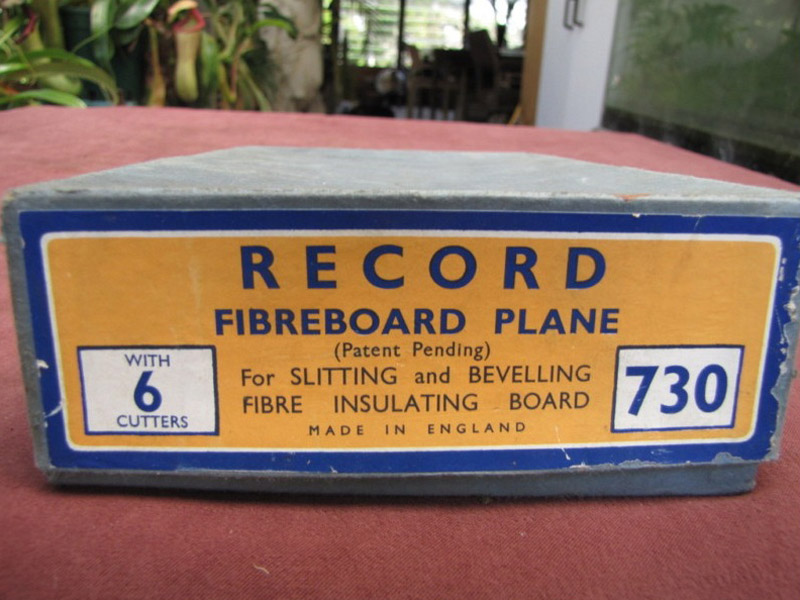 RECORD
FIBREBOARD PLANE
(Patent Pending)
For SLITTING and BEVELLING
FIBRE INSULATING BOARD
MADE IN ENGLAND
WITH
6
CUTTERS
730